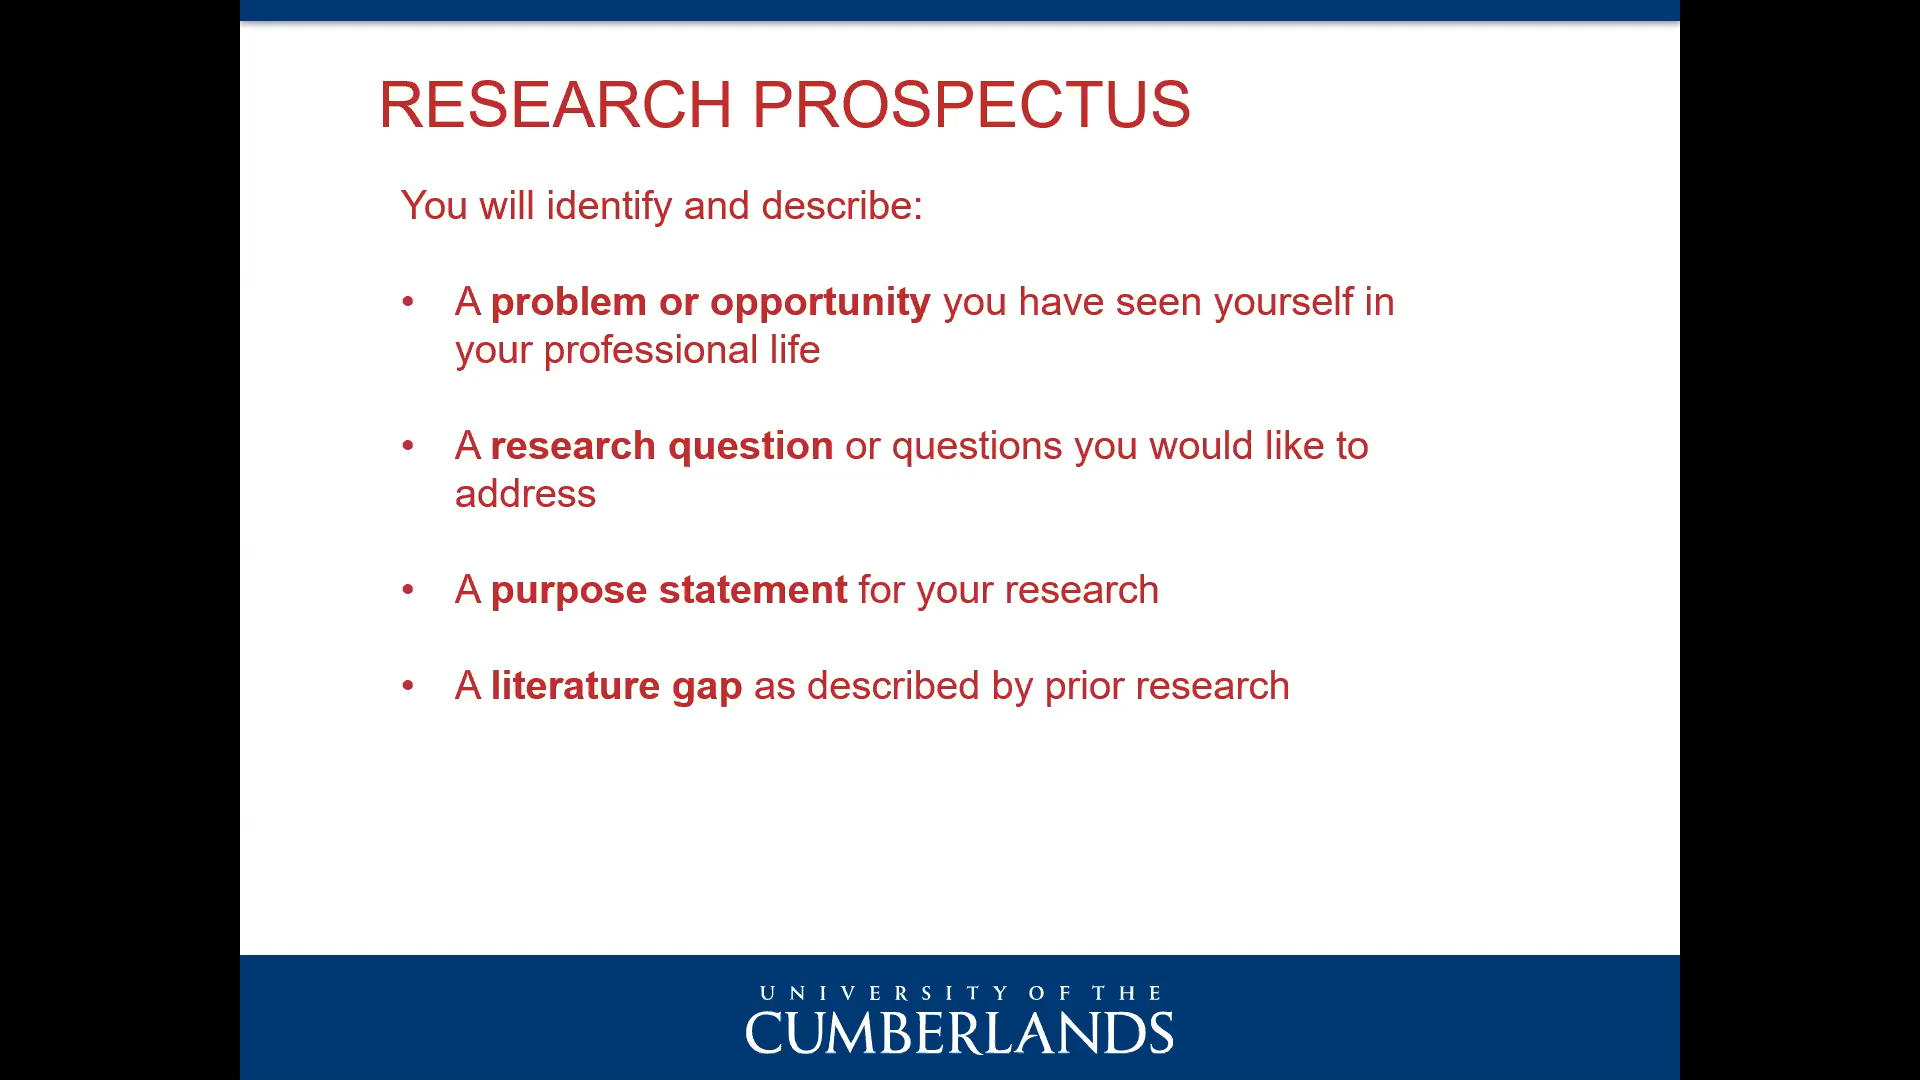 RESEARCH PROSPECTUS
You will identify and describe:
• A problem or opportunity you have seen yourself in
your professional life
• A research question or questions you would like to
address
• A purpose statement for your research
• A literature gap as described by prior research
UNIVERSITY OF THE
CUMBERLANDS